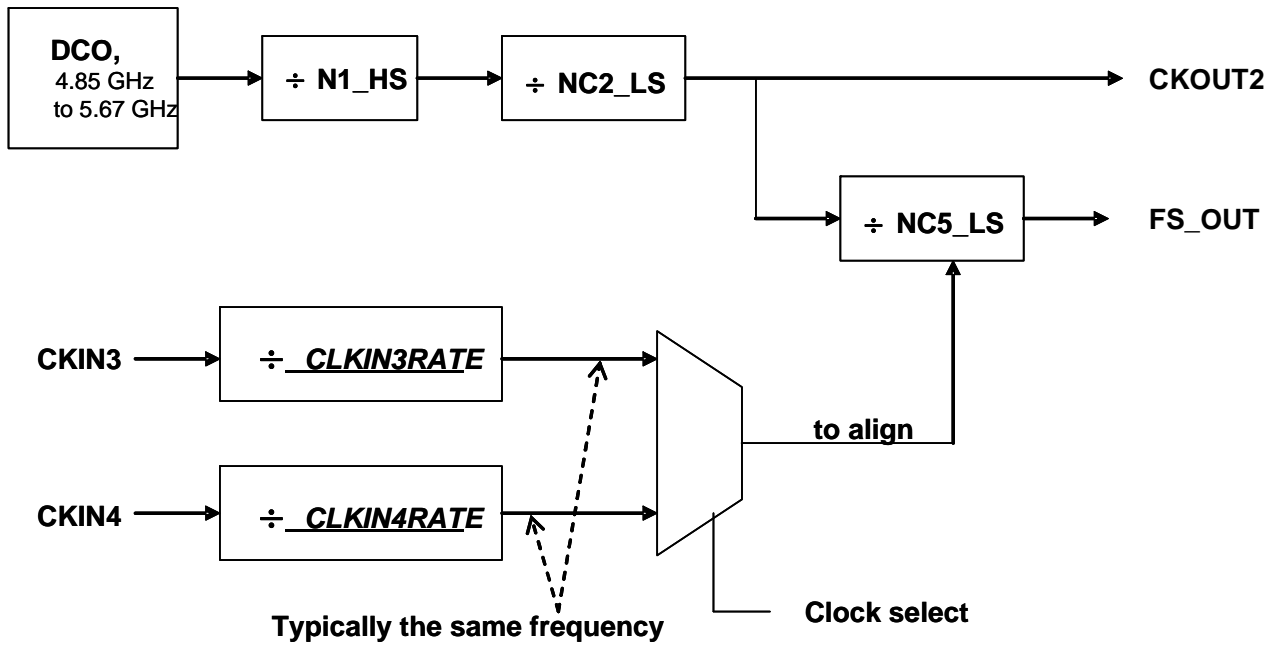 DCO,
4.85 GHz
to 5.67 GHz
÷ N1_HS
÷ NC2_LS
CKOUT2
÷ NC5_LS
FS_OUT
CKIN3
÷ CLKIN3RATE
to align
CKIN4
÷ CLKIN4RATE
Typically the same frequency
Clock select